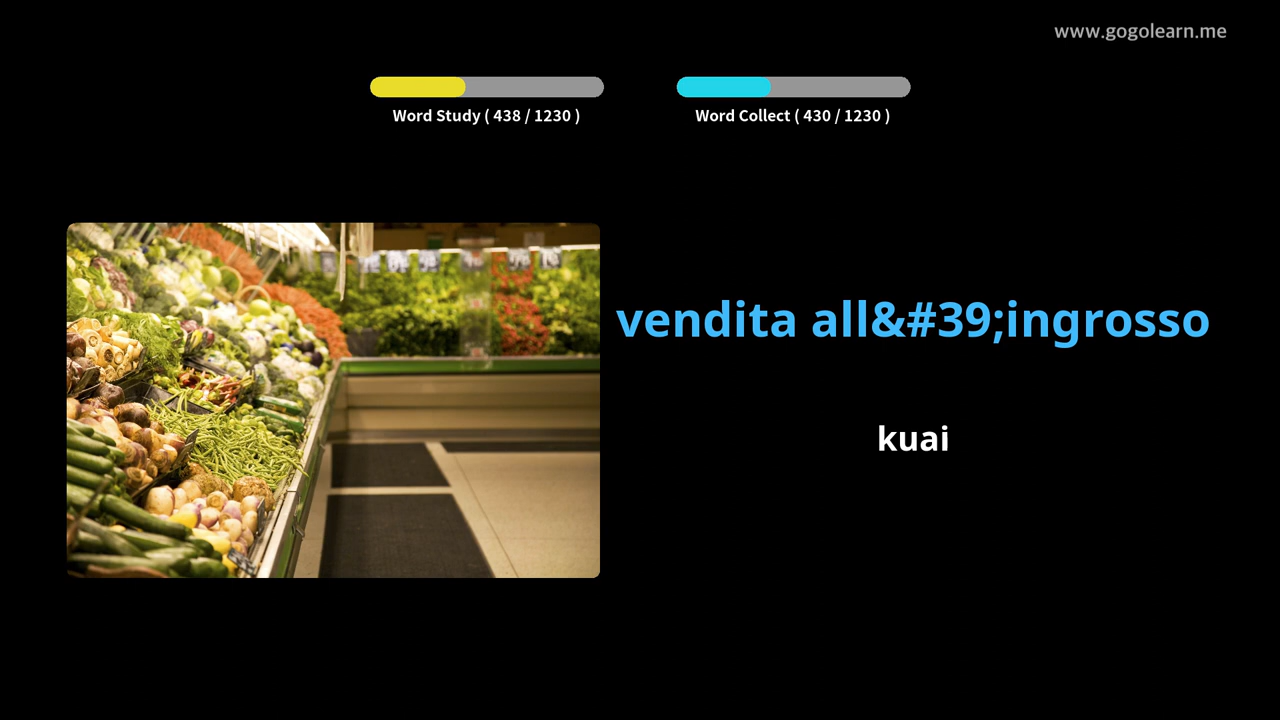 www.gogolearn.me
Word Study ( 438 / 1230 )
Word Collect ( 430 / 1230 )
vendita all&#39;ingrosso
kuai